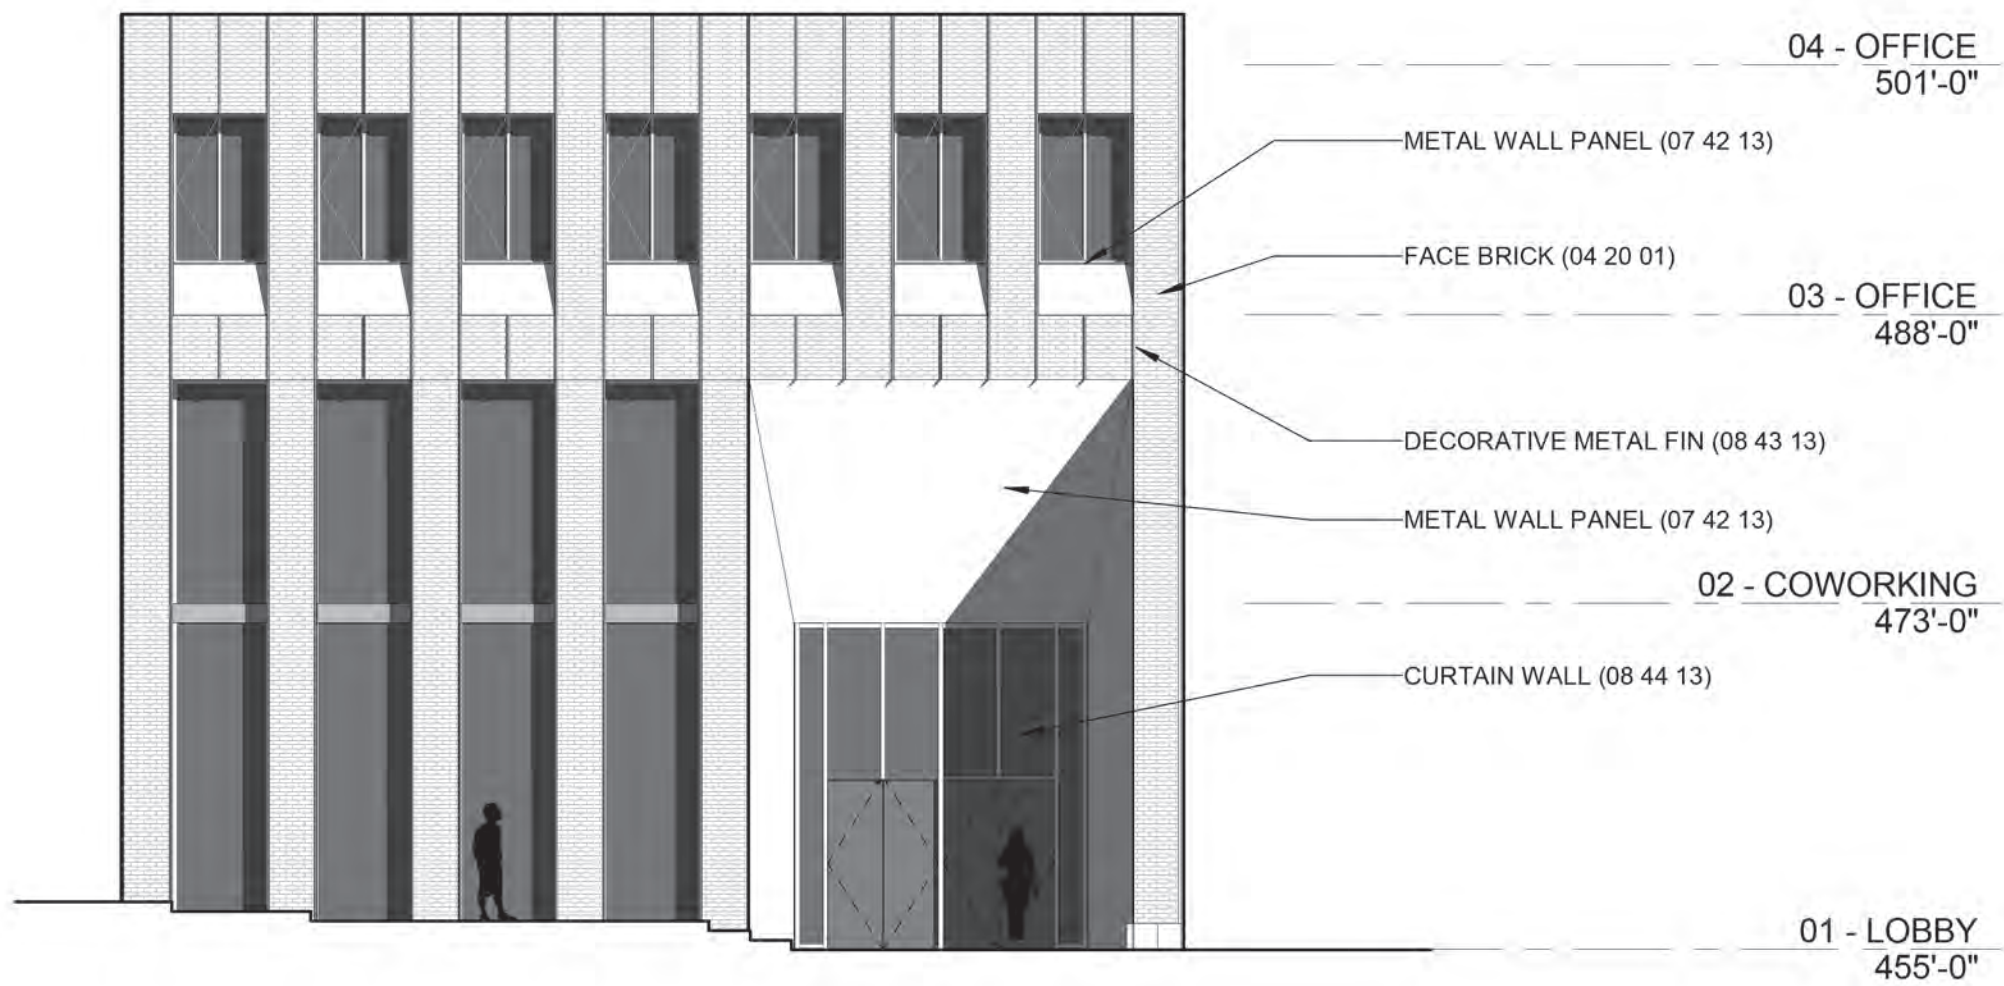 04 - OFFICE
501'-0"
METAL WALL PANEL (07 42 13)
FACE BRICK (04 20 01)
03 - OFFICE
488'-0"
DECORATIVE METAL FIN (08 43 13)
METAL WALL PANEL (07 42 13)
02 - COWORKING
473'-0"
CURTAIN WALL (08 44 13)
01 - LOBBY
455'-0"